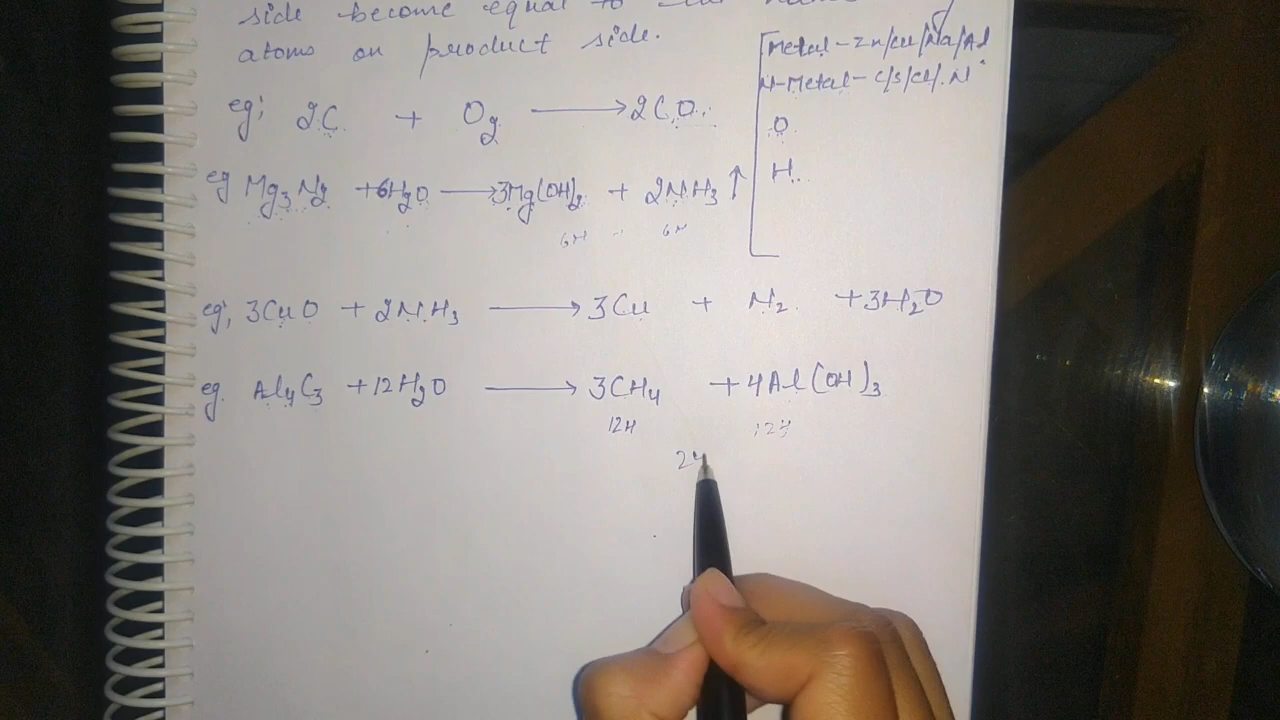 side become equal to
atoms on product side.
[Metal - Zn/Cu/Na/Al
N-Metal - C/S/Cl/N
O
H
eg; 2C + O2 ⟶ 2CO
eg Mg3N2 + 6H2O ⟶ 3Mg(OH)2 + 2NH3 ↑
6H 6H
eg; 3CuO + 2NH3 ⟶ 3Cu + N2 + 3H2O
eg. Al4C3 + 12H2O ⟶ 3CH4 + 4Al(OH)3
12H 12H
24